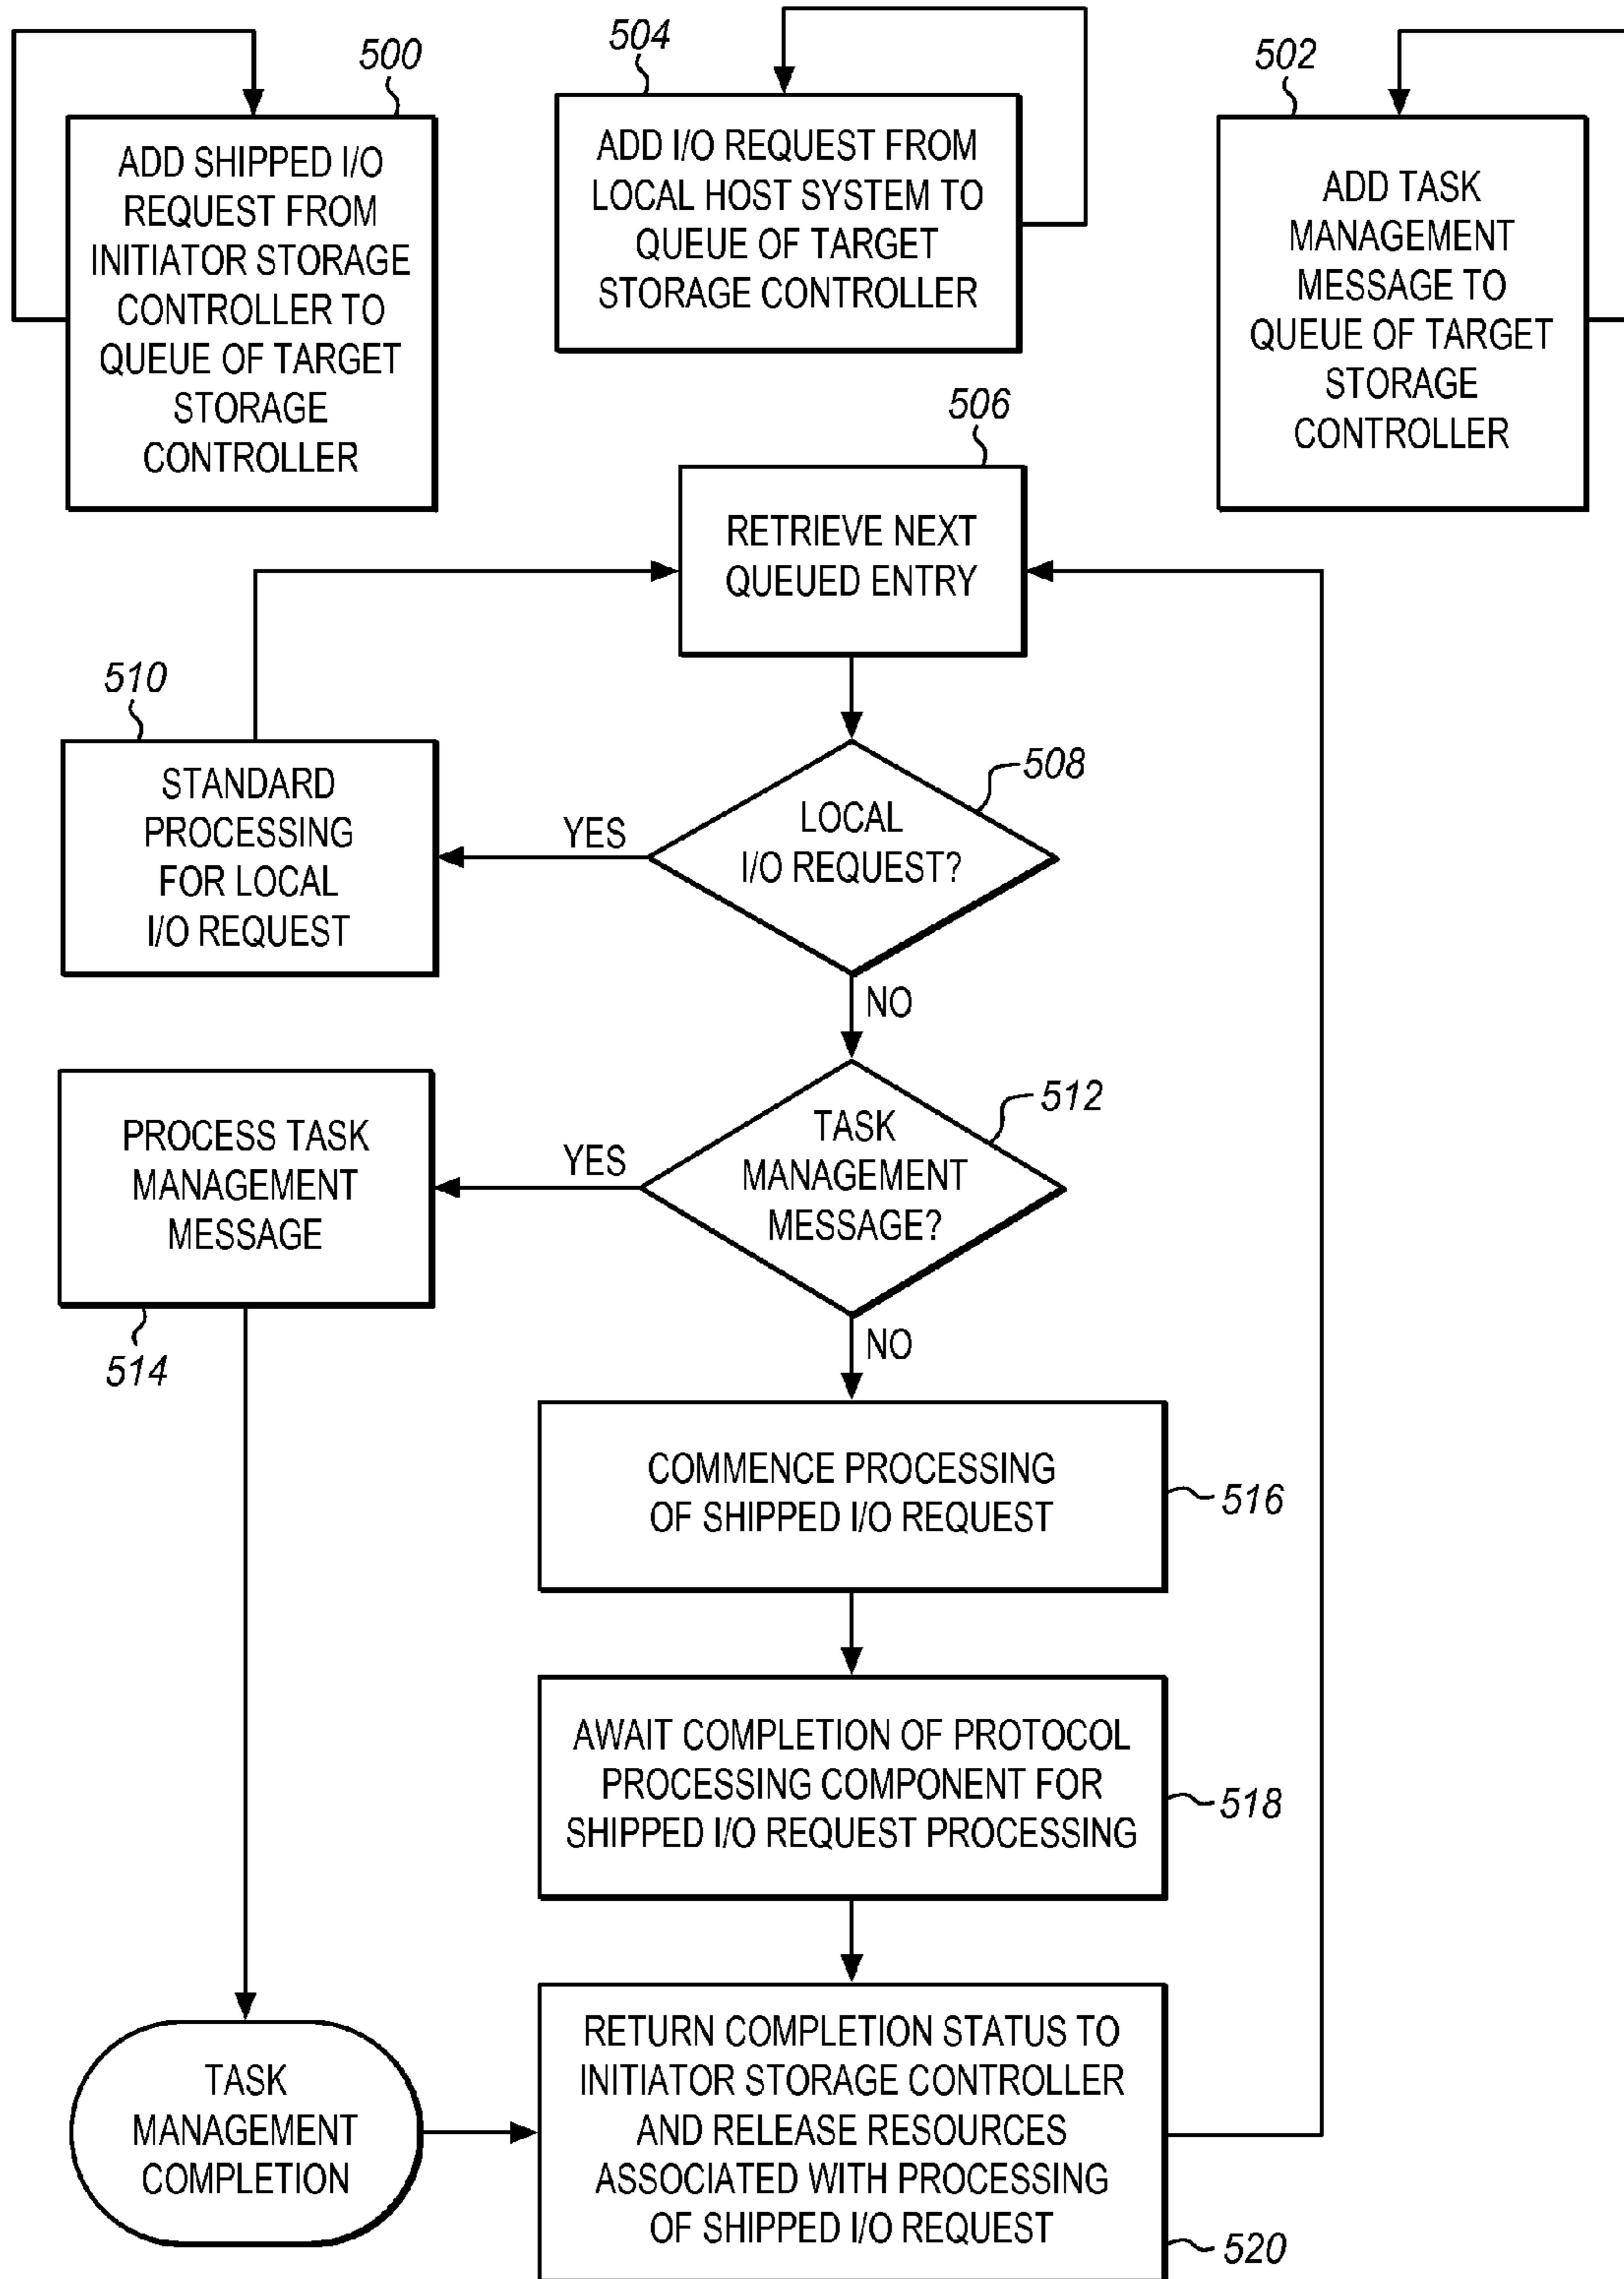 500
ADD SHIPPED I/O
REQUEST FROM
INITIATOR STORAGE
CONTROLLER TO
QUEUE OF TARGET
STORAGE
CONTROLLER
504
ADD I/O REQUEST FROM
LOCAL HOST SYSTEM TO
QUEUE OF TARGET
STORAGE CONTROLLER
502
ADD TASK
MANAGEMENT
MESSAGE TO
QUEUE OF TARGET
STORAGE
CONTROLLER
506
RETRIEVE NEXT
QUEUED ENTRY
508
LOCAL
I/O REQUEST?
YES
510
STANDARD
PROCESSING
FOR LOCAL
I/O REQUEST
NO
512
TASK
MANAGEMENT
MESSAGE?
YES
PROCESS TASK
MANAGEMENT
MESSAGE
514
NO
COMMENCE PROCESSING
OF SHIPPED I/O REQUEST
516
AWAIT COMPLETION OF PROTOCOL
PROCESSING COMPONENT FOR
SHIPPED I/O REQUEST PROCESSING
518
TASK
MANAGEMENT
COMPLETION
RETURN COMPLETION STATUS TO
INITIATOR STORAGE CONTROLLER
AND RELEASE RESOURCES
ASSOCIATED WITH PROCESSING
OF SHIPPED I/O REQUEST
520